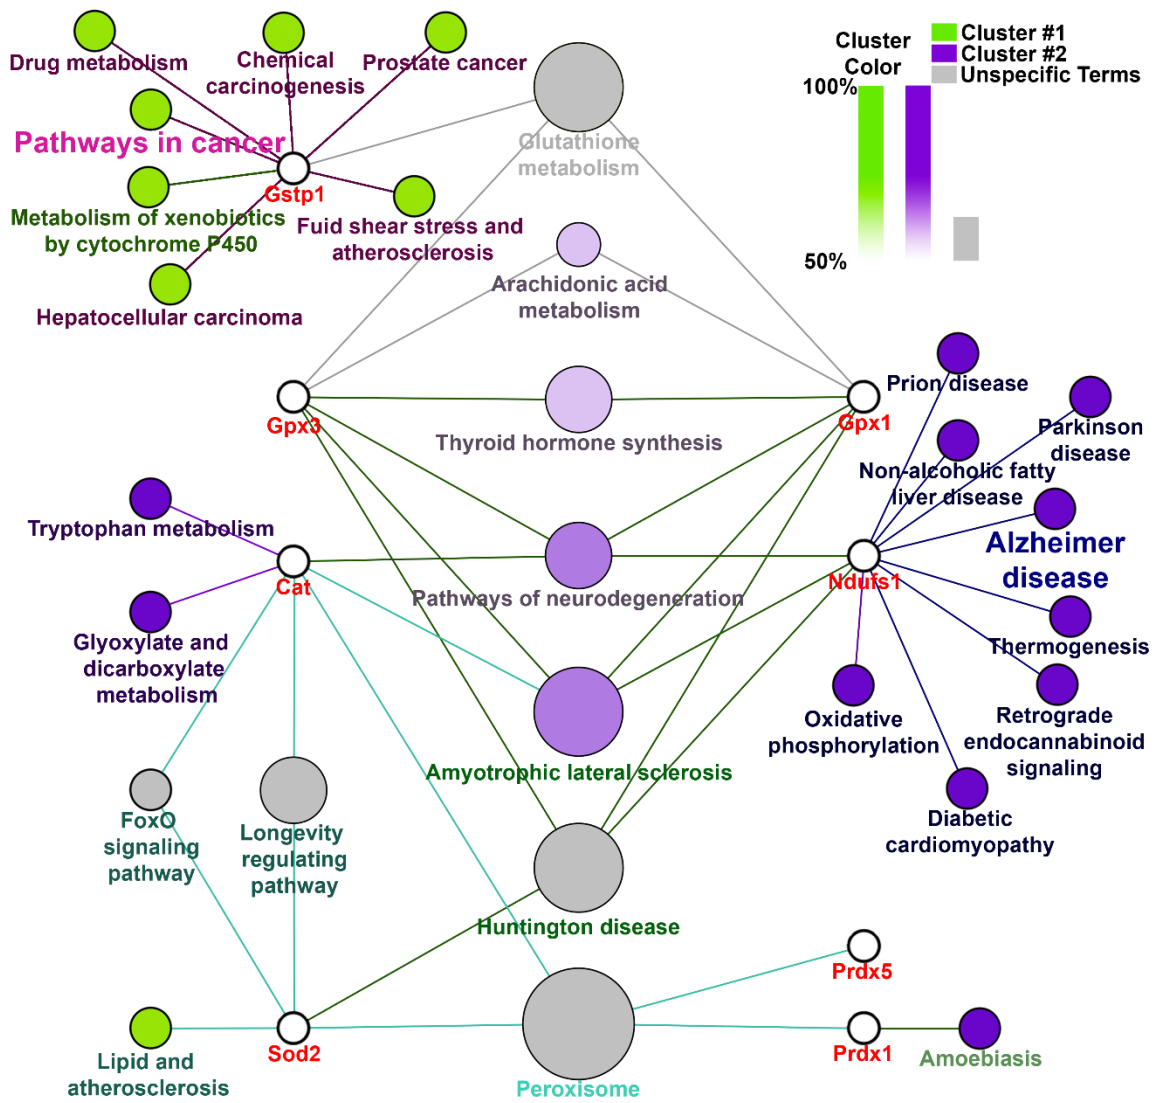 Drug metabolism
Chemical
carcinogenesis
Prostate cancer
Pathways in cancer
Gstp1
Metabolism of xenobiotics
by cytochrome P450
Fuid shear stress and
atherosclerosis
Hepatocellular carcinoma
Glutathione
metabolism
Cluster
Color
100%
50%
Cluster #1
Cluster #2
Unspecific Terms
Arachidonic acid
metabolism
Gpx3
Thyroid hormone synthesis
Gpx1
Prion disease
Parkinson
disease
Non-alcoholic fatty
liver disease
Alzheimer
disease
Tryptophan metabolism
Cat
Pathways of neurodegeneration
Ndufs1
Glyoxylate and
dicarboxylate
metabolism
Thermogenesis
Oxidative
phosphorylation
Retrograde
endocannabinoid
signaling
Amyotrophic lateral sclerosis
Diabetic
cardiomyopathy
FoxO
signaling
pathway
Longevity
regulating
pathway
Huntington disease
Prdx5
Lipid and
atherosclerosis
Sod2
Peroxisome
Prdx1
Amoebiasis